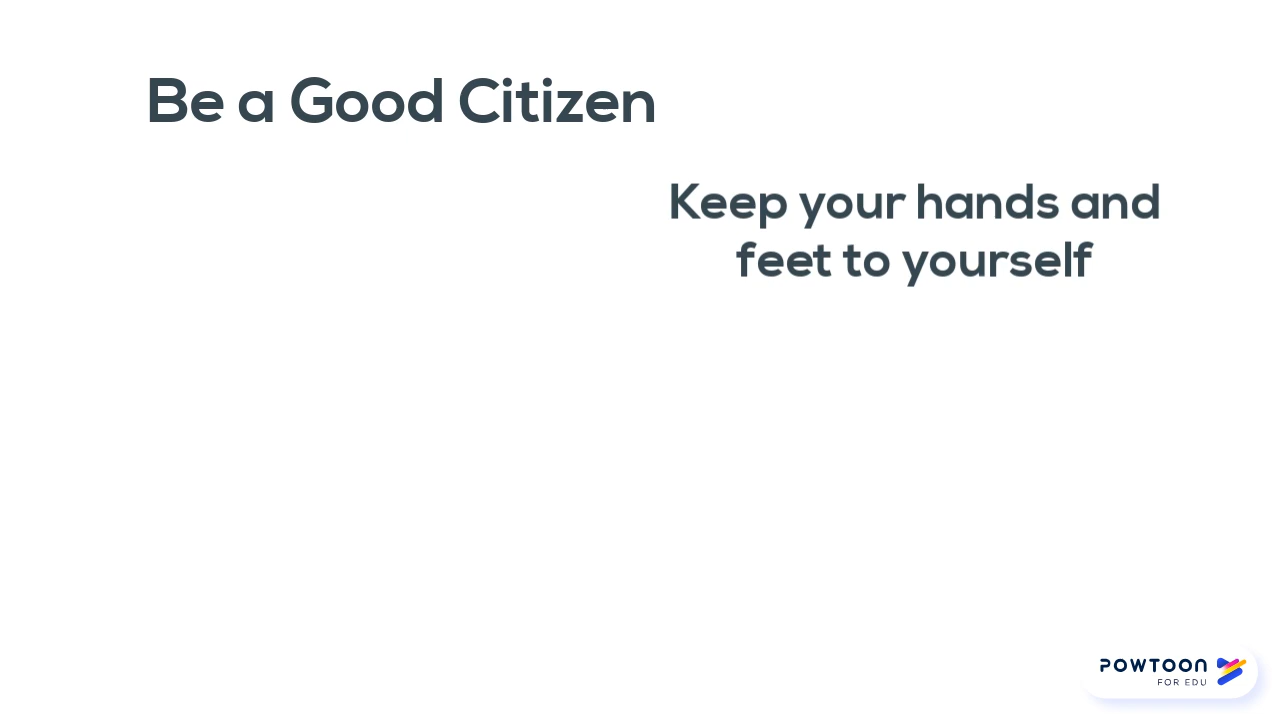 Be a Good Citizen
Keep your hands and
feet to yourself
POWTOON
FOR EDU